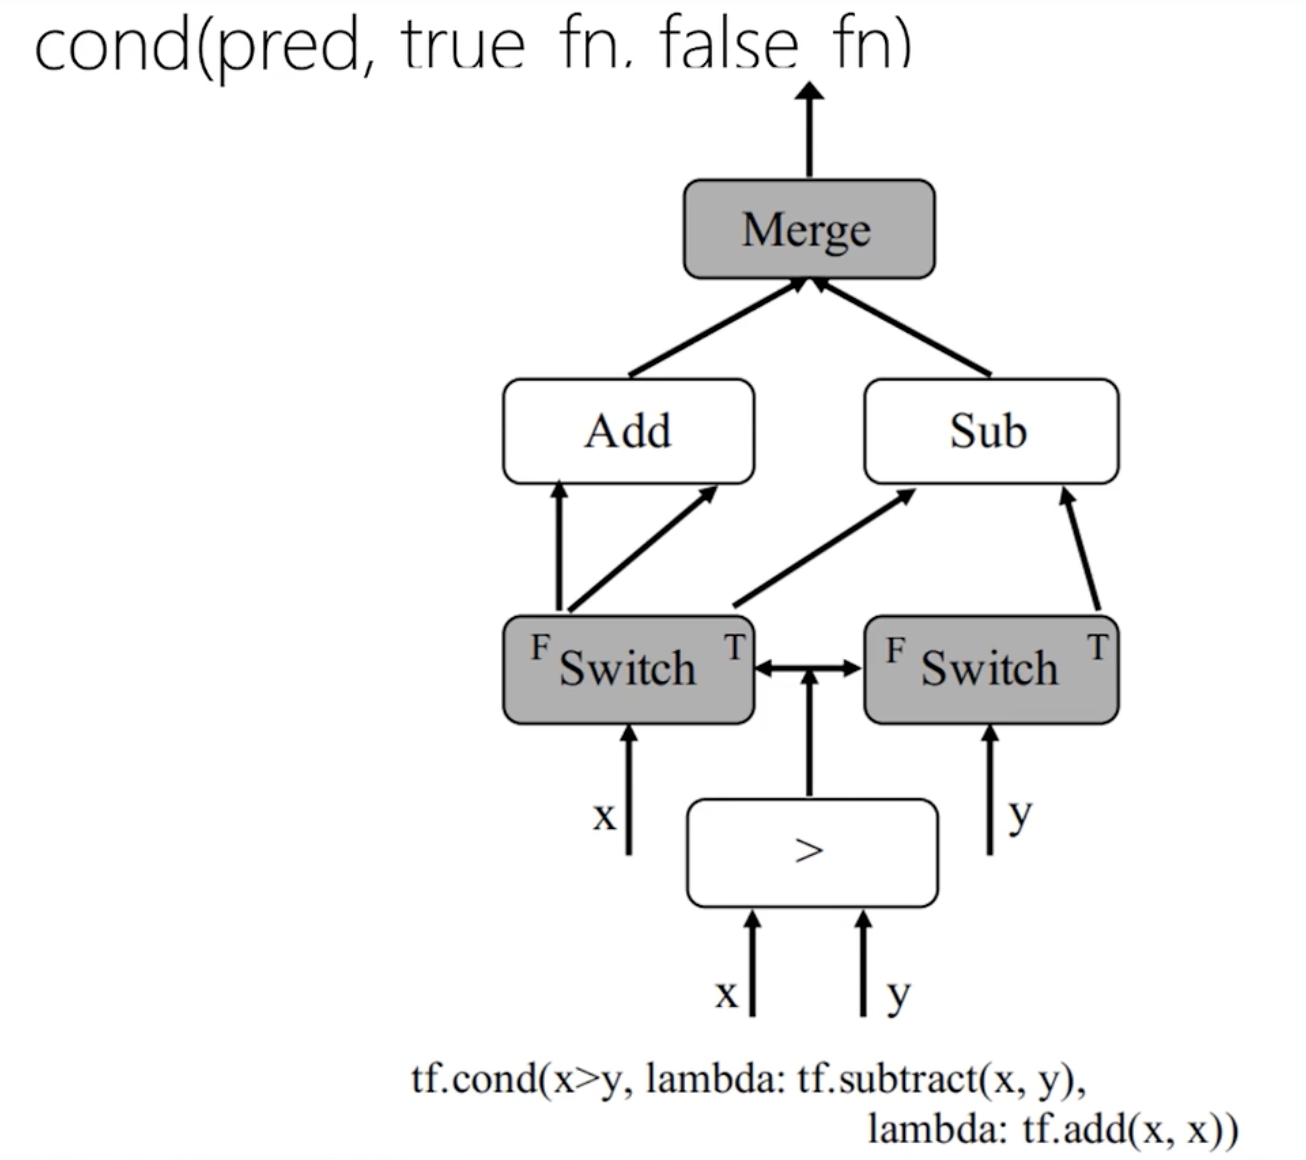 cond(pred, true_fn, false_fn)
Merge
Add Sub
F Switch T F Switch T
x > y
x y
tf.cond(x>y, lambda: tf.subtract(x, y),
lambda: tf.add(x, x))